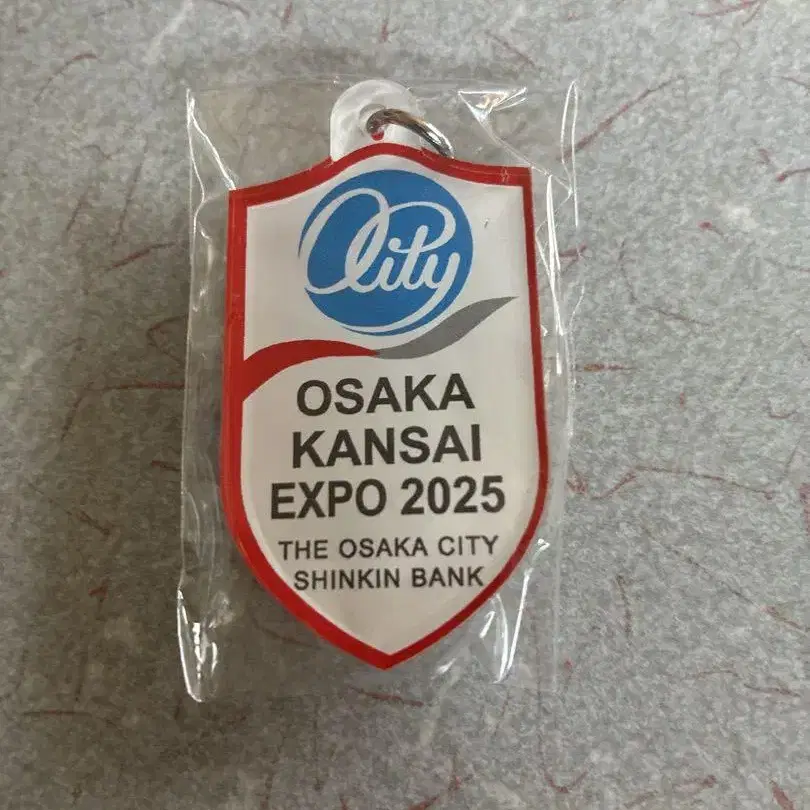 City
OSAKA
KANSAI
EXPO 2025
THE OSAKA CITY
SHINKIN BANK